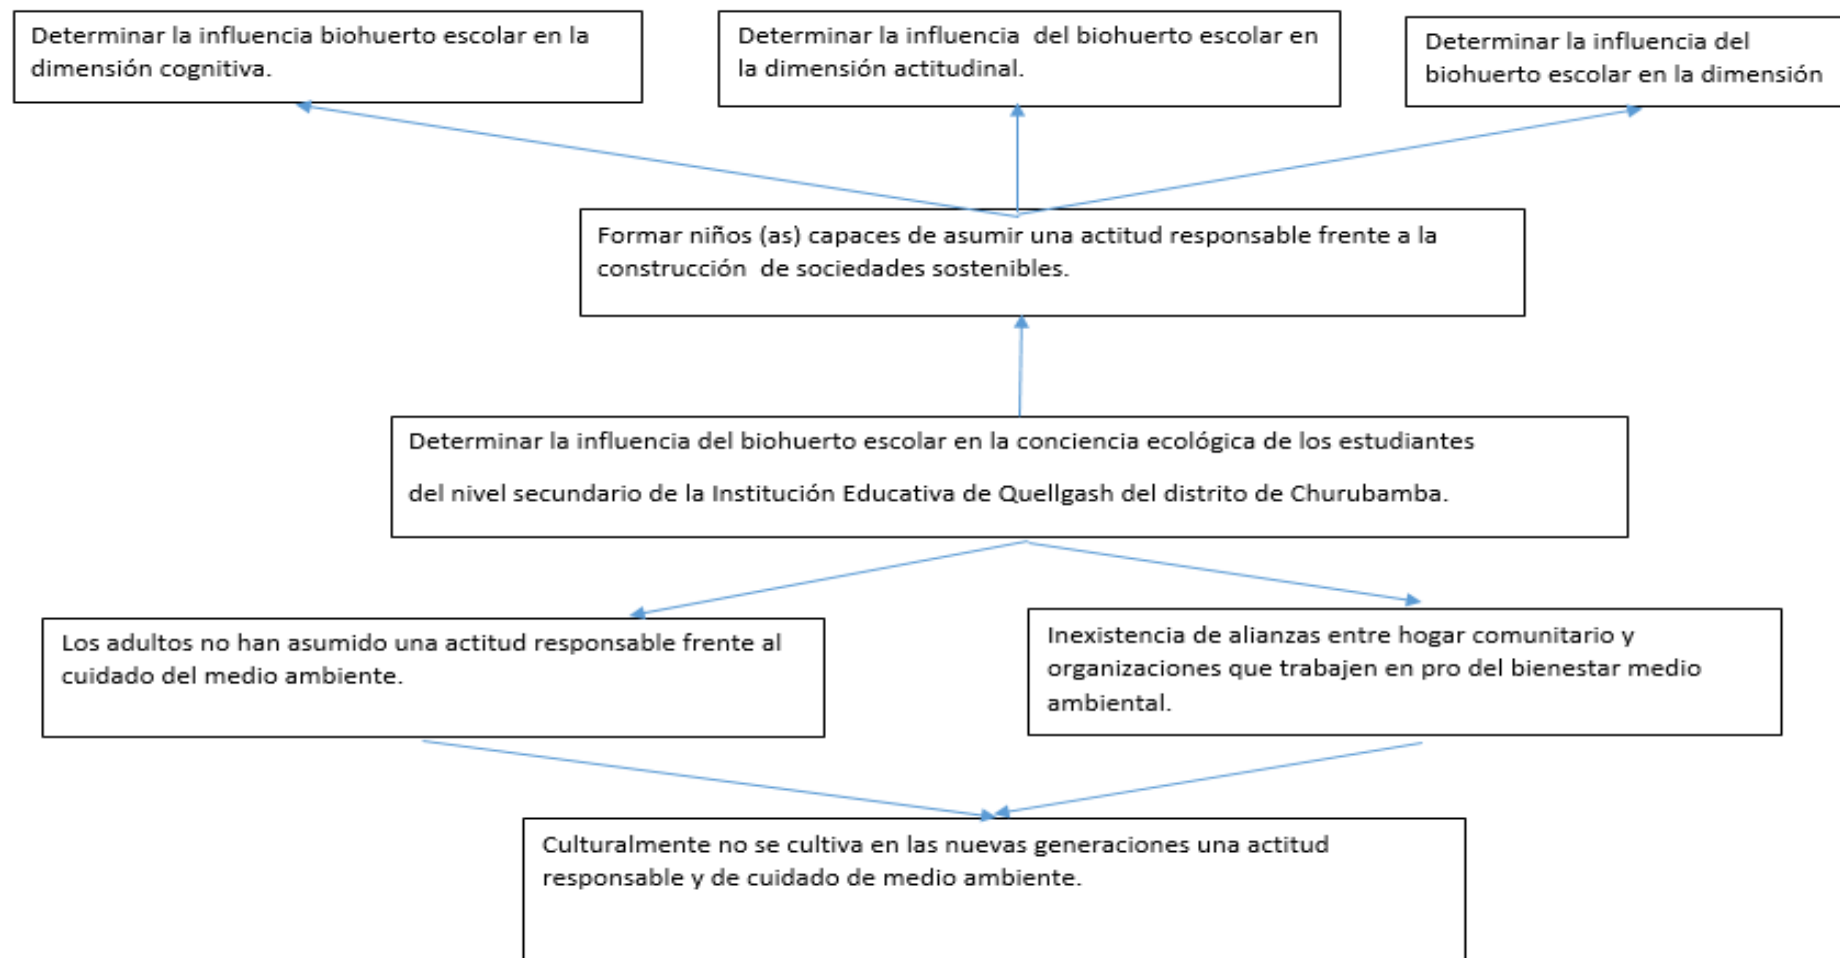 Determinar la influencia biohuerto escolar en la
dimensión cognitiva.
Determinar la influencia  del biohuerto escolar en
la dimensión actitudinal.
Determinar la influencia del
biohuerto escolar en la dimensión
Formar niños (as) capaces de asumir una actitud responsable frente a la
construcción  de sociedades sostenibles.
Determinar la influencia del biohuerto escolar en la conciencia ecológica de los estudiantes
del nivel secundario de la Institución Educativa de Quellgash del distrito de Churubamba.
Los adultos no han asumido una actitud responsable frente al
cuidado del medio ambiente.
Inexistencia de alianzas entre hogar comunitario y
organizaciones que trabajen en pro del bienestar medio
ambiental.
Culturalmente no se cultiva en las nuevas generaciones una actitud
responsable y de cuidado de medio ambiente.